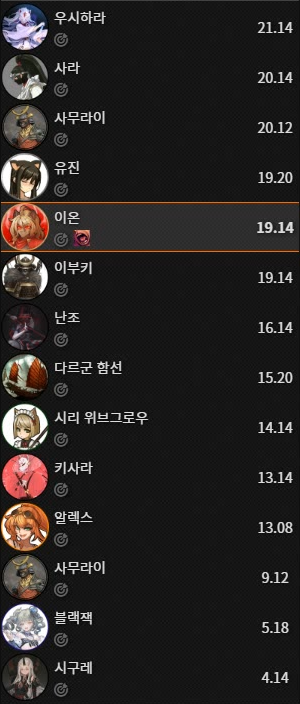 우시하라
21.14
사라
20.14
사무라이
20.12
유진
19.20
이온
19.14
이부키
19.14
난조
16.14
다르군 함선
15.20
시리 위브그로우
14.14
키사라
13.14
알렉스
13.08
사무라이
9.12
블랙잭
5.18
시구레
4.14